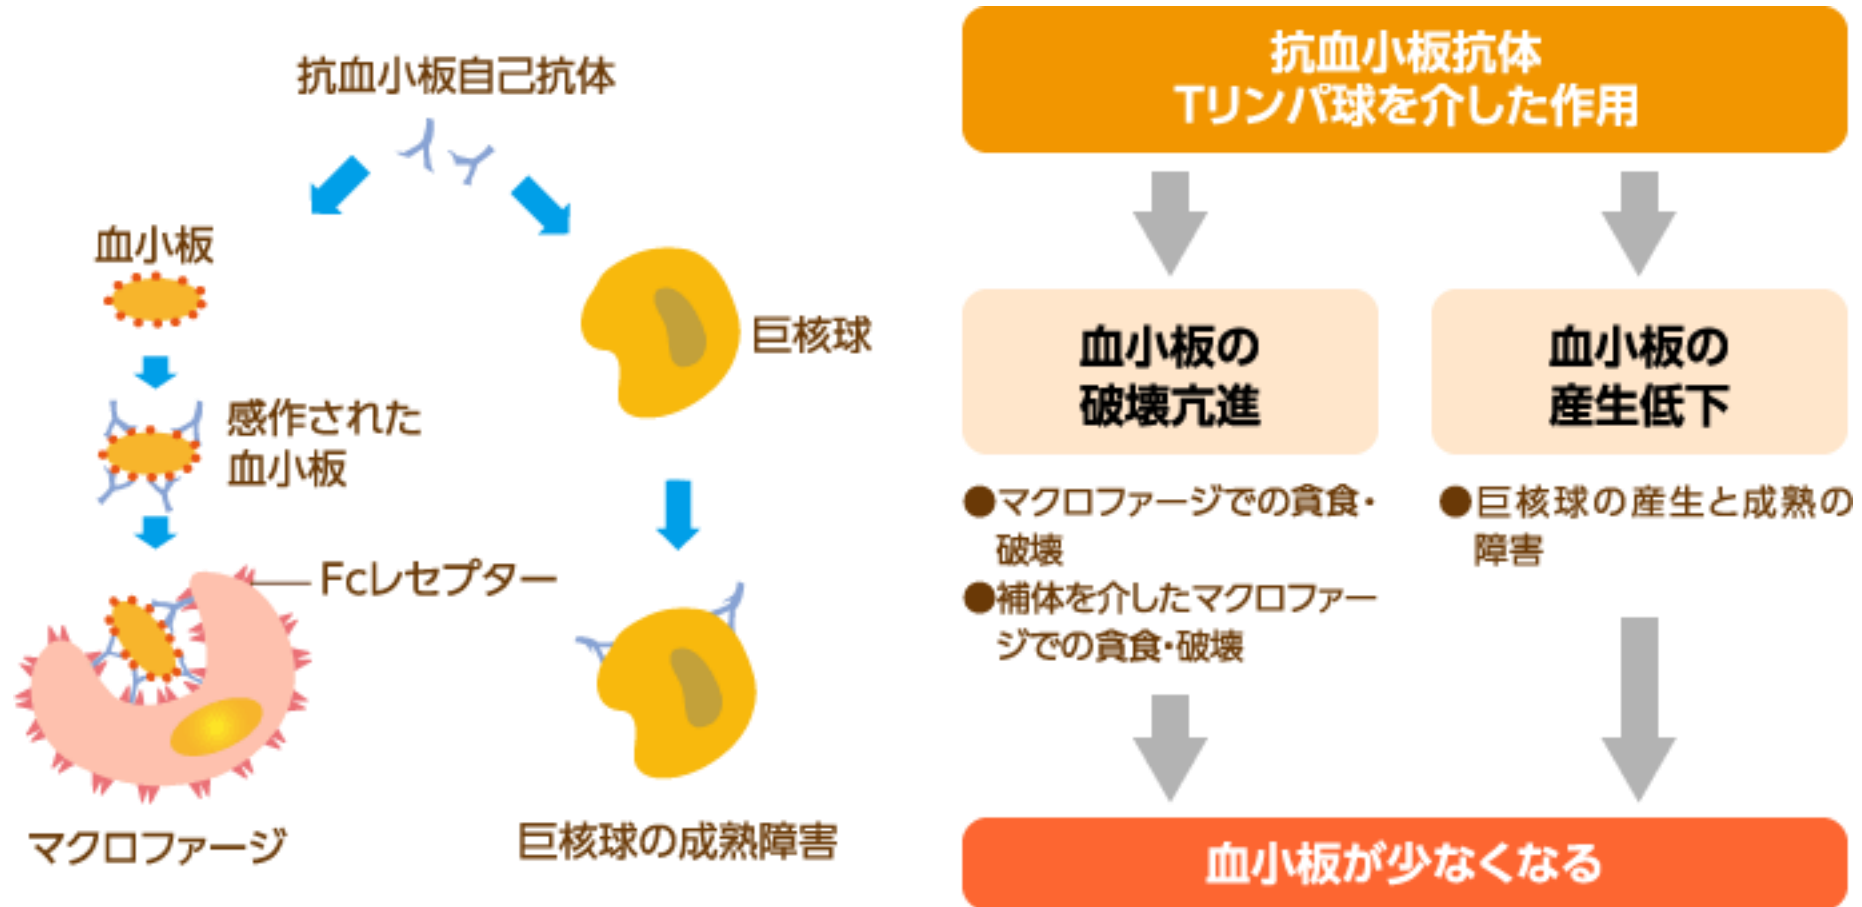 抗血小板自己抗体
血小板
巨核球
感作された
血小板
Fcレセプター
マクロファージ
巨核球の成熟障害
抗血小板抗体
Tリンパ球を介した作用
血小板の
破壊亢進
●マクロファージでの貪食・
破壊
●補体を介したマクロファー
ジでの貪食・破壊
血小板の
産生低下
●巨核球の産生と成熟の
障害
血小板が少なくなる